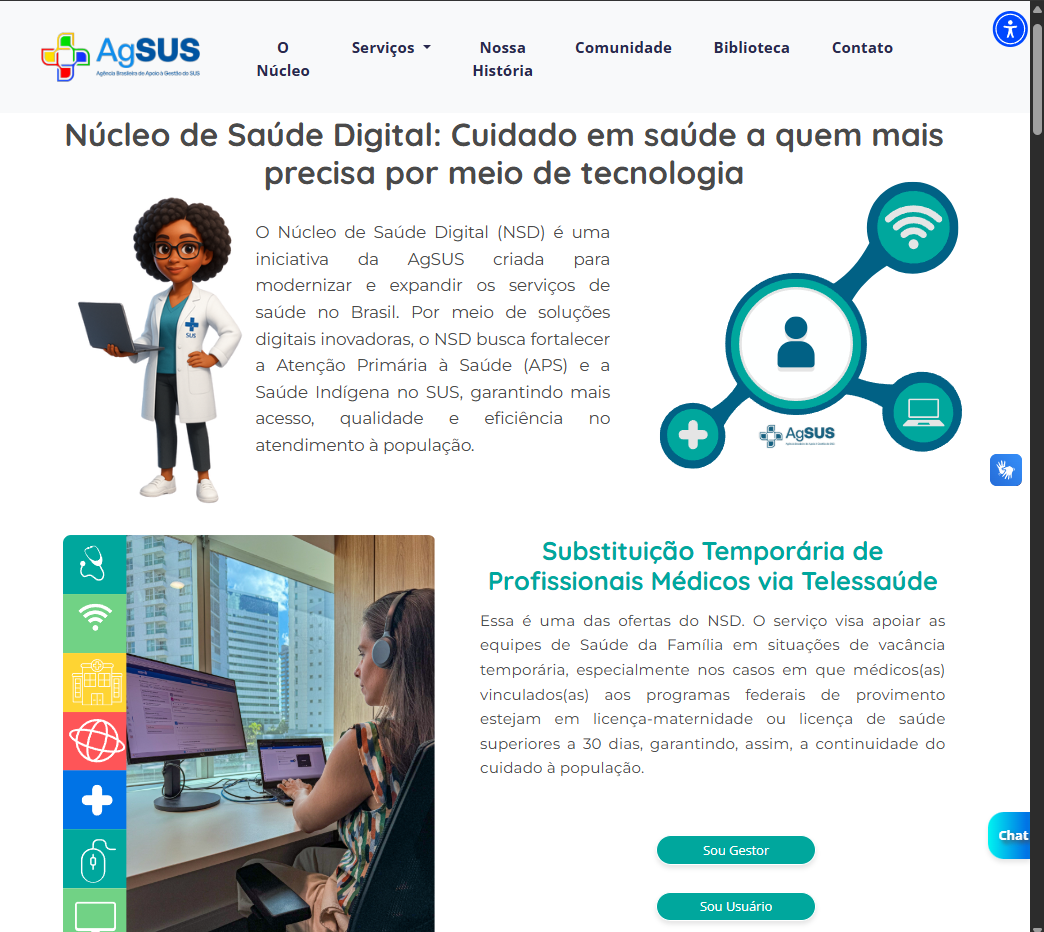 AgSUS
Agência Brasileira de Apoio à Gestão do SUS
O
Núcleo
Serviços
Nossa
História
Comunidade
Biblioteca
Contato
Núcleo de Saúde Digital: Cuidado em saúde a quem mais
precisa por meio de tecnologia
O Núcleo de Saúde Digital (NSD) é uma
iniciativa da AgSUS criada para
modernizar e expandir os serviços de
saúde no Brasil. Por meio de soluções
digitais inovadoras, o NSD busca fortalecer
a Atenção Primária à Saúde (APS) e a
Saúde Indígena no SUS, garantindo mais
acesso, qualidade e eficiência no
atendimento à população.
SUS
AgSUS
Substituição Temporária de
Profissionais Médicos via Telessaúde
Essa é uma das ofertas do NSD. O serviço visa apoiar as
equipes de Saúde da Família em situações de vacância
temporária, especialmente nos casos em que médicos(as)
vinculados(as) aos programas federais de provimento
estejam em licença-maternidade ou licença de saúde
superiores a 30 dias, garantindo, assim, a continuidade do
cuidado à população.
Sou Gestor
Sou Usuário
Chat